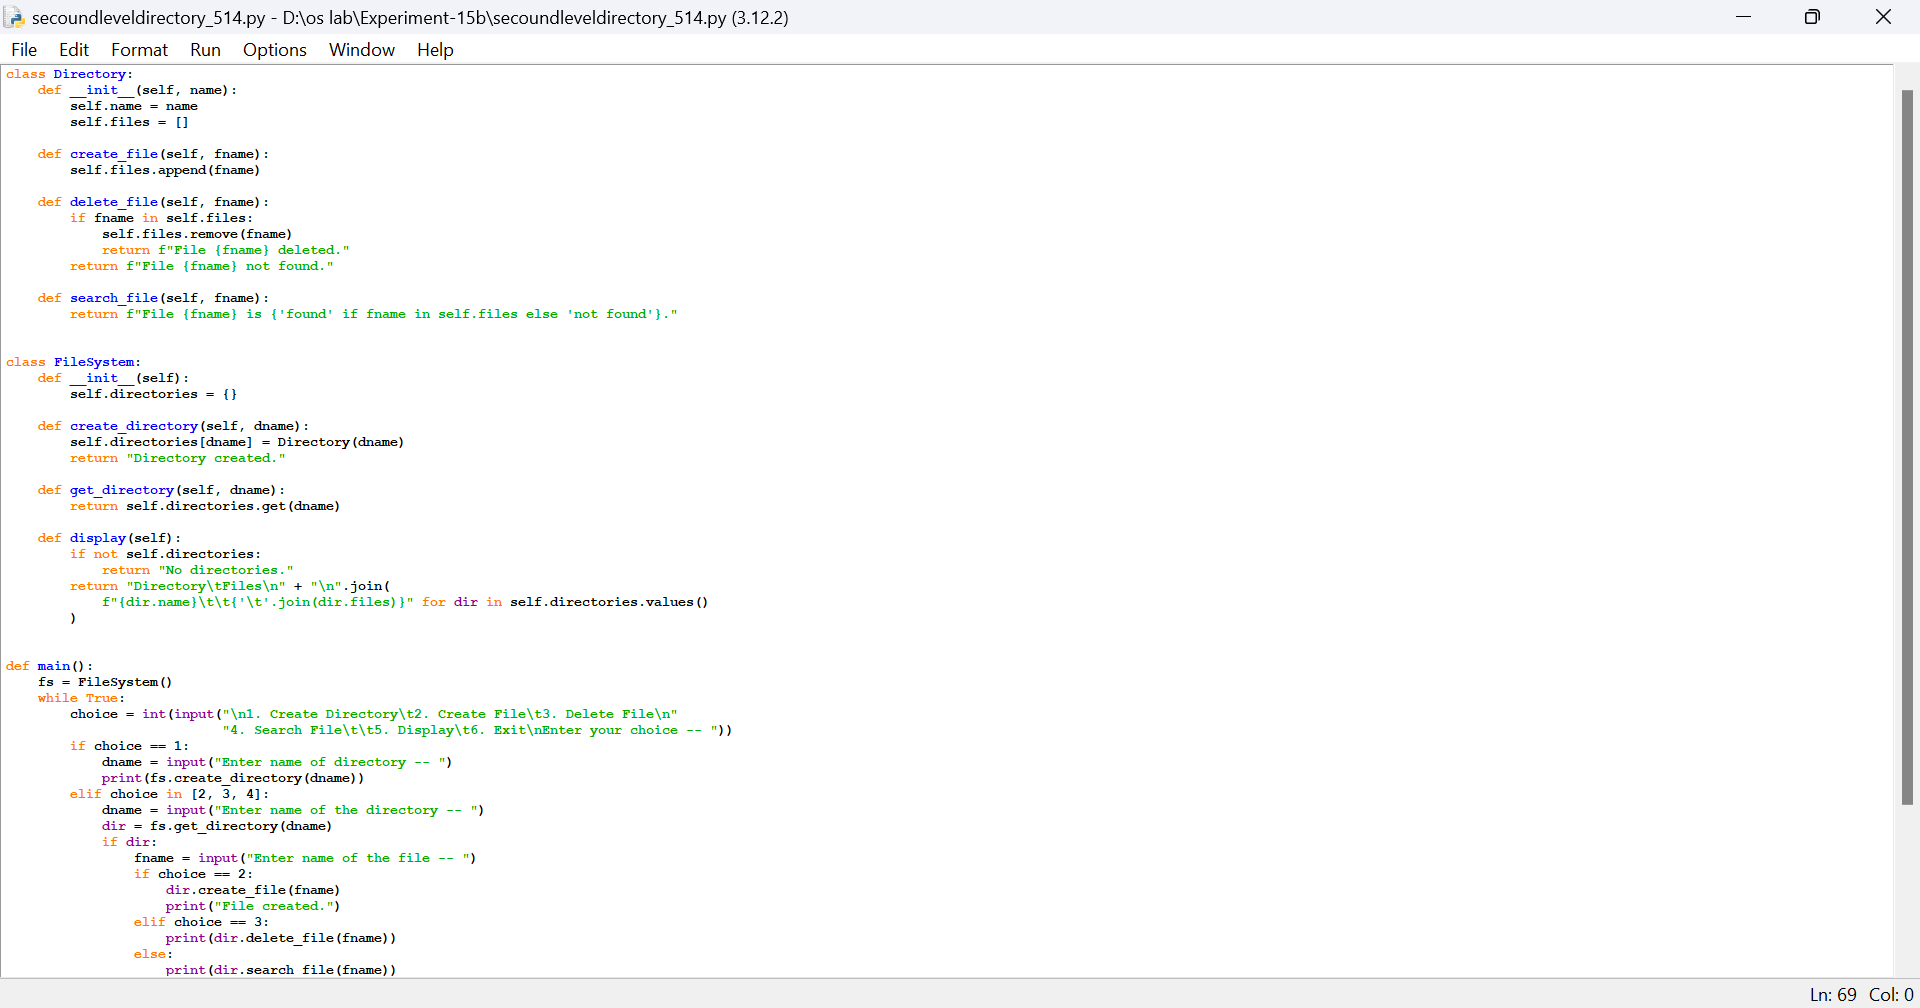 secoundleveldirectory_514.py - D:\os lab\Experiment-15b\secoundleveldirectory_514.py (3.12.2)
File Edit Format Run Options Window Help
class Directory:
    def __init__(self, name):
        self.name = name
        self.files = []

    def create_file(self, fname):
        self.files.append(fname)

    def delete_file(self, fname):
        if fname in self.files:
            self.files.remove(fname)
            return f"File {fname} deleted."
        return f"File {fname} not found."

    def search_file(self, fname):
        return f"File {fname} is {'found' if fname in self.files else 'not found'}."


class FileSystem:
    def __init__(self):
        self.directories = {}

    def create_directory(self, dname):
        self.directories[dname] = Directory(dname)
        return "Directory created."

    def get_directory(self, dname):
        return self.directories.get(dname)

    def display(self):
        if not self.directories:
            return "No directories."
        return "Directory\tFiles\n" + "\n".join(
            f"{dir.name}\t\t{'\t'.join(dir.files)}" for dir in self.directories.values()
        )


def main():
    fs = FileSystem()
    while True:
        choice = int(input("\n1. Create Directory\t2. Create File\t3. Delete File\n"
                           "4. Search File\t\t5. Display\t6. Exit\nEnter your choice -- "))
        if choice == 1:
            dname = input("Enter name of directory -- ")
            print(fs.create_directory(dname))
        elif choice in [2, 3, 4]:
            dname = input("Enter name of the directory -- ")
            dir = fs.get_directory(dname)
            if dir:
                fname = input("Enter name of the file -- ")
                if choice == 2:
                    dir.create_file(fname)
                    print("File created.")
                elif choice == 3:
                    print(dir.delete_file(fname))
                else:
                    print(dir.search_file(fname))
Ln: 69 Col: 0